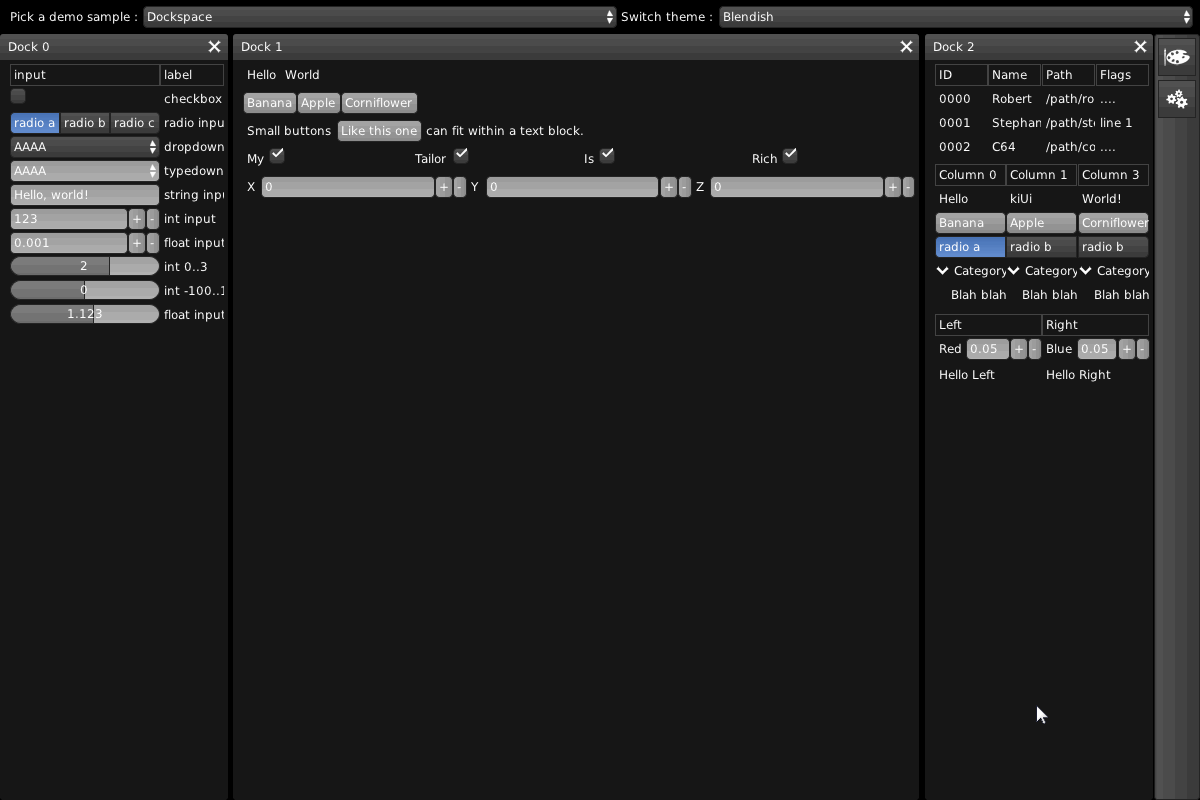 Pick a demo sample : Dockspace Switch theme : Blendish
Dock 0
input label
checkbox
radio a radio b radio c radio inpu
AAAA dropdown
AAAA typedown
Hello, world! string inpu
123 + - int input
0.001 + - float input
2 int 0..3
0 int -100..1
1.123 float input
Dock 1
Hello World
Banana Apple Corniflower
Small buttons Like this one can fit within a text block.
My Tailor Is Rich
X 0 + - Y 0 + - Z 0 + -
Dock 2
ID Name Path Flags
0000 Robert /path/ro ....
0001 Stephan /path/st line 1
0002 C64 /path/co ....
Column 0 Column 1 Column 3
Hello kiUi World!
Banana Apple Corniflower
radio a radio b radio b
Category Category Category
Blah blah Blah blah Blah blah
Left Right
Red 0.05 + - Blue 0.05 + -
Hello Left Hello Right